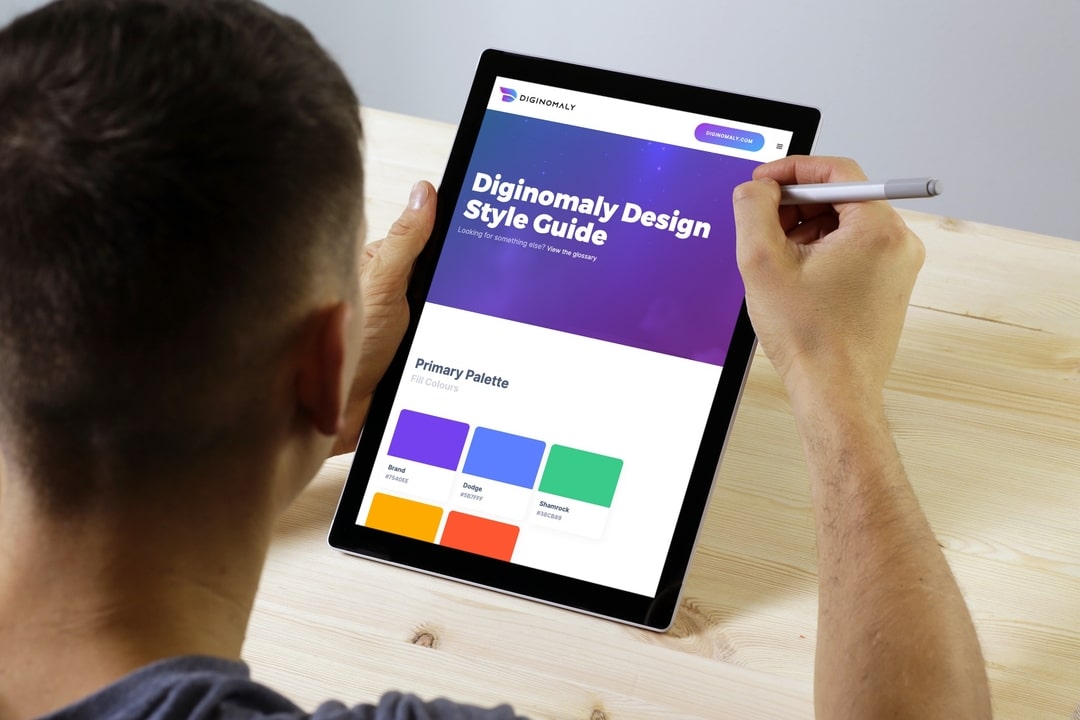 DIGINOMALY
DIGINOMALY.COM
Diginomaly Design
Style Guide
Looking for something else? View the glossary
Primary Palette
Fill Colours
Brand
#7540EE
Dodge
#5B7FFF
Shamrock
#38CB89